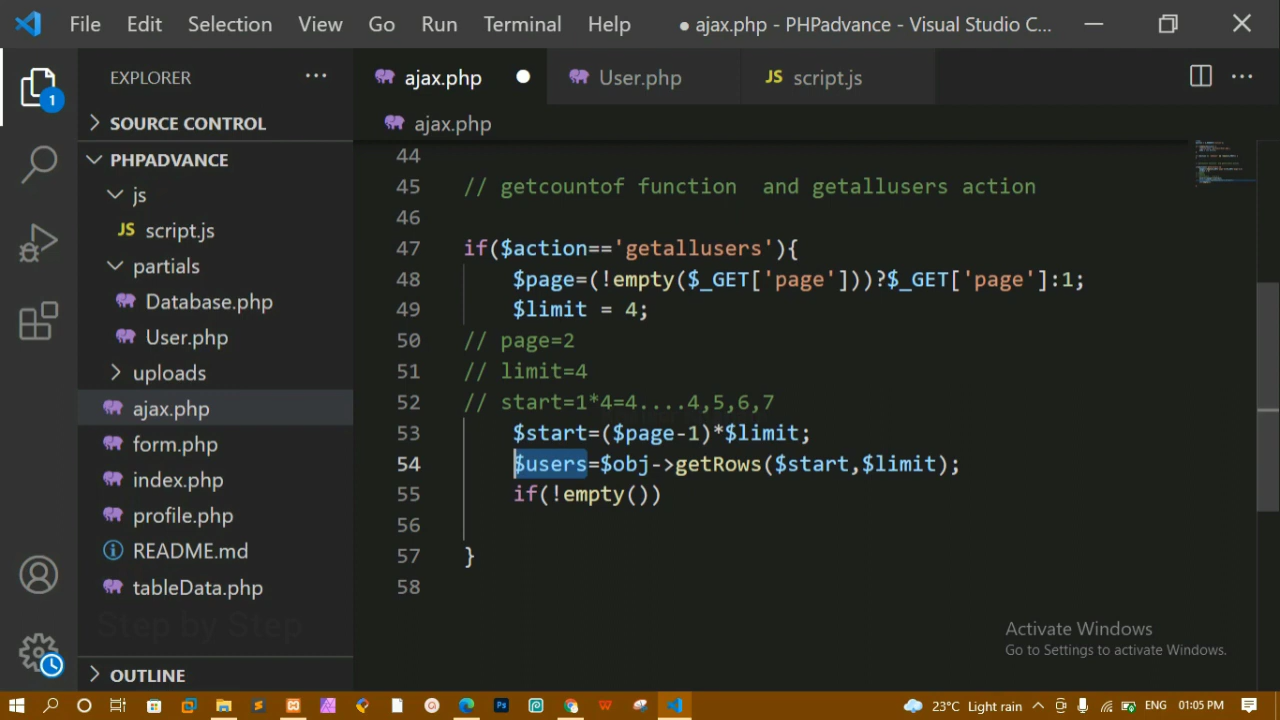 File Edit Selection View Go Run Terminal Help ● ajax.php - PHPadvance - Visual Studio C...
EXPLORER ...
ajax.php
User.php
JS script.js
...
1
SOURCE CONTROL
ajax.php
PHPADVANCE
js
JS script.js
partials
Database.php
User.php
uploads
ajax.php
form.php
index.php
profile.php
README.md
tableData.php
Step by Step
OUTLINE
44
45 // getcountof function  and getallusers action
46
47 if($action=='getallusers'){
48 $page=(!empty($_GET['page']))?$_GET['page']:1;
49 $limit = 4;
50 // page=2
51 // limit=4
52 // start=1*4=4....4,5,6,7
53 $start=($page-1)*$limit;
54 $users=$obj->getRows($start,$limit);
55 if(!empty())
56
57 }
58
Activate Windows
Go to Settings to activate Windows.
23°C Light rain ENG 01:05 PM